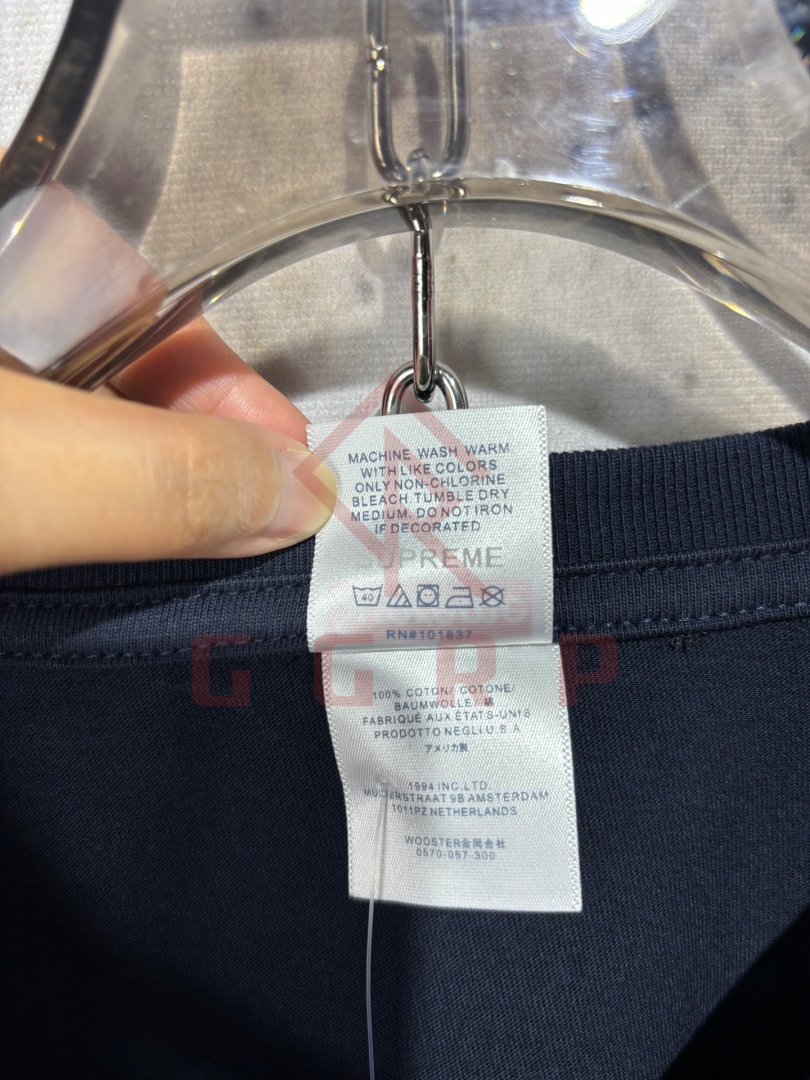 MACHINE WASH WARM
WITH LIKE COLORS
ONLY NON-CHLORINE
BLEACH. TUMBLE DRY
MEDIUM. DO NOT IRON
IF DECORATED
SUPREME
40
RN#101837
GGPP
100% COTON/ COTONE/
BAUMWOLLE/ 綿
FABRIQUÉ AUX ÉTATS-UNIS
PRODOTTO NEGLI U.S.A
アメリカ製
1994 INC.LTD.
MUIDERSTRAAT 9B AMSTERDAM
1011PZ NETHERLANDS
WOOSTER合同会社
0570-057-300